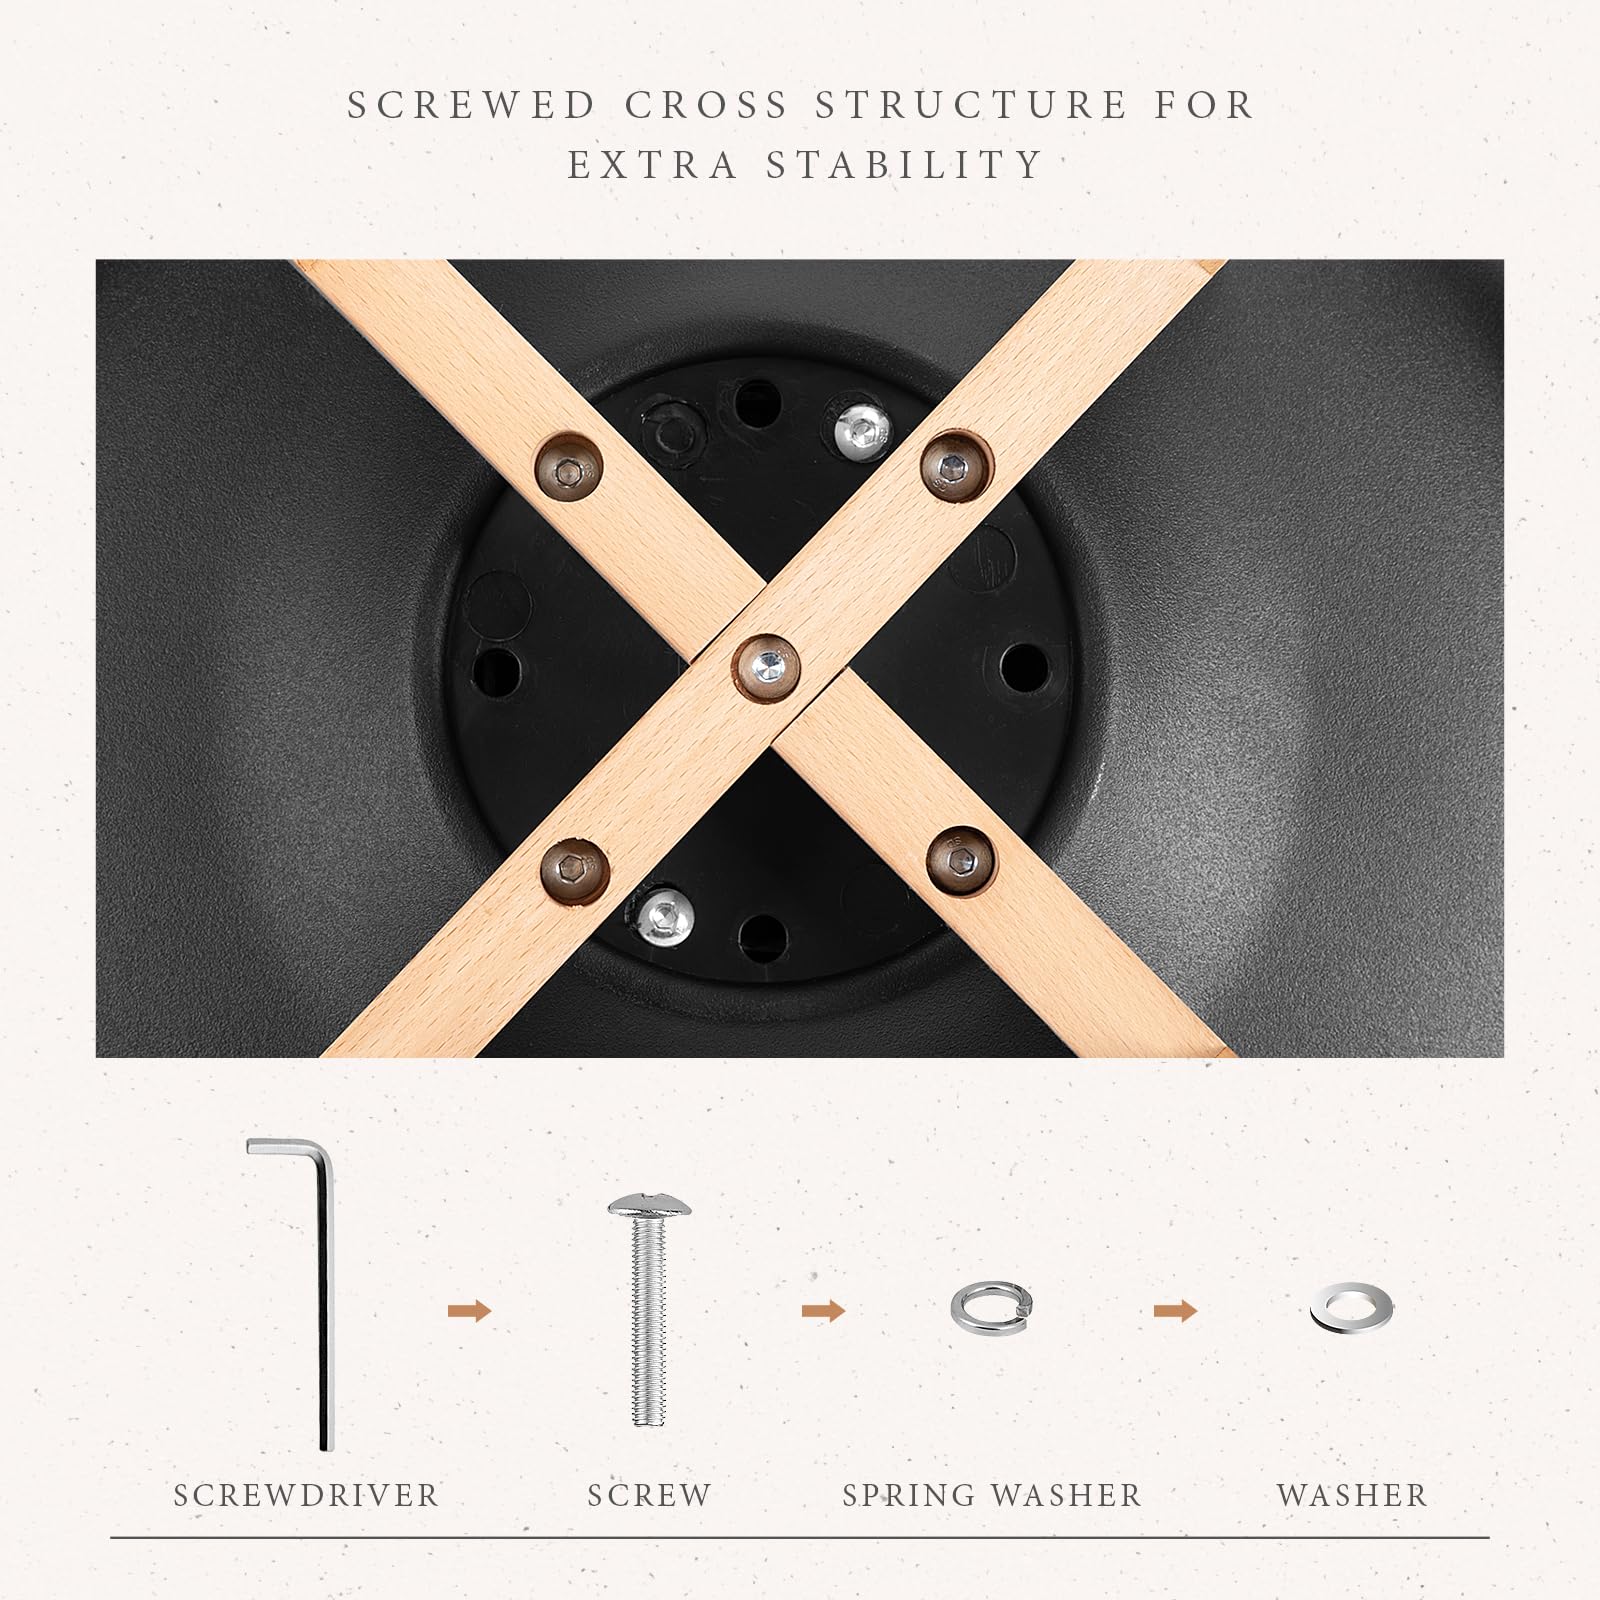 SCREWED CROSS STRUCTURE FOR
EXTRA STABILITY
SCREWDRIVER
SCREW
SPRING WASHER
WASHER